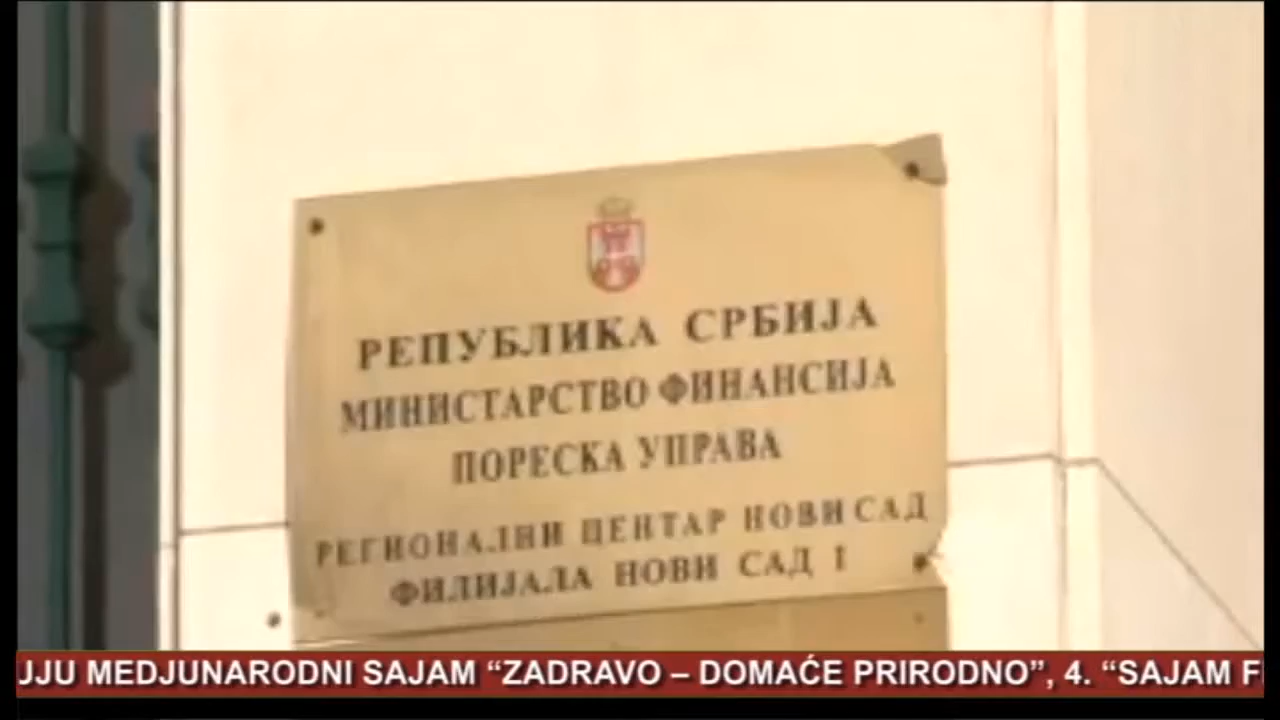 РЕПУБЛИКА СРБИЈА
МИНИСТАРСТВО ФИНАНСИЈА
ПОРЕСКА УПРАВА
РЕГИОНАЛНИ ЦЕНТАР НОВИ САД
ФИЛИЈАЛА НОВИ САД 1
UJU MEDJUNARODNI SAJAM “ZADRAVO – DOMAĆE PRIRODNO”, 4. “SAJAM F